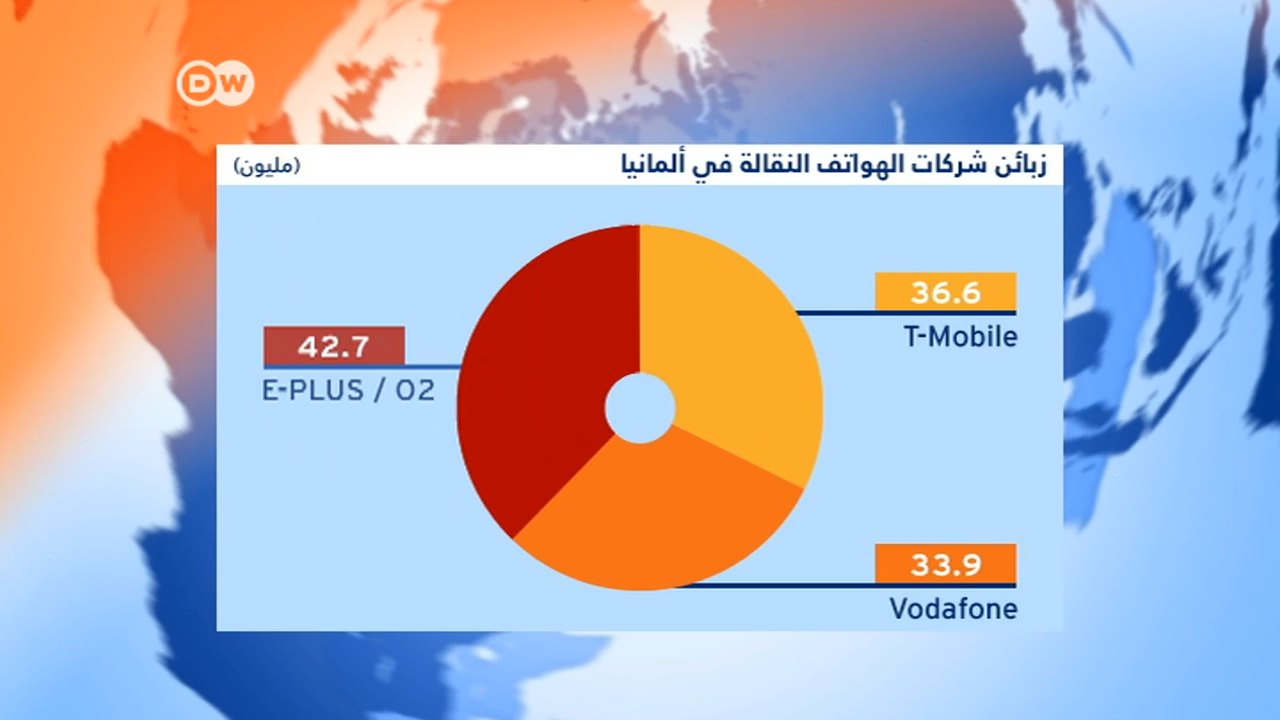 DW
زبائن شركات الهواتف النقالة في ألمانيا (مليون)
36.6
T-Mobile
42.7
E-PLUS / O2
33.9
Vodafone